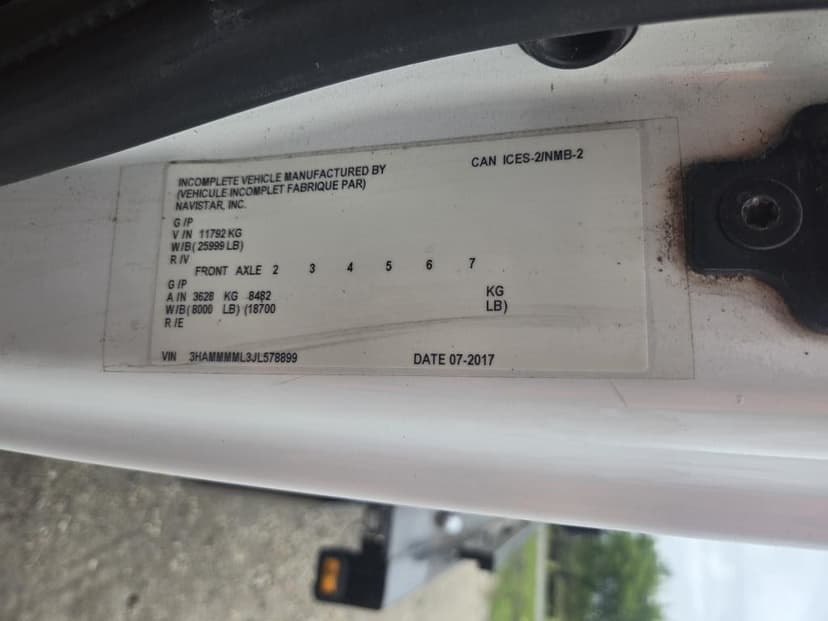 INCOMPLETE VEHICLE MANUFACTURED BY
(VEHICULE INCOMPLET FABRIQUE PAR)
NAVISTAR, INC.
CAN ICES-2/NMB-2
G /P
V /N 11792 KG
W/B( 25999 LB)
R /V
FRONT AXLE 2 3 4 5 6 7
G /P
A /N 3628 KG 8482 KG
W/B(8000 LB) (18700 LB)
R /E
VIN 3HAMMMML3JL578899 DATE 07-2017